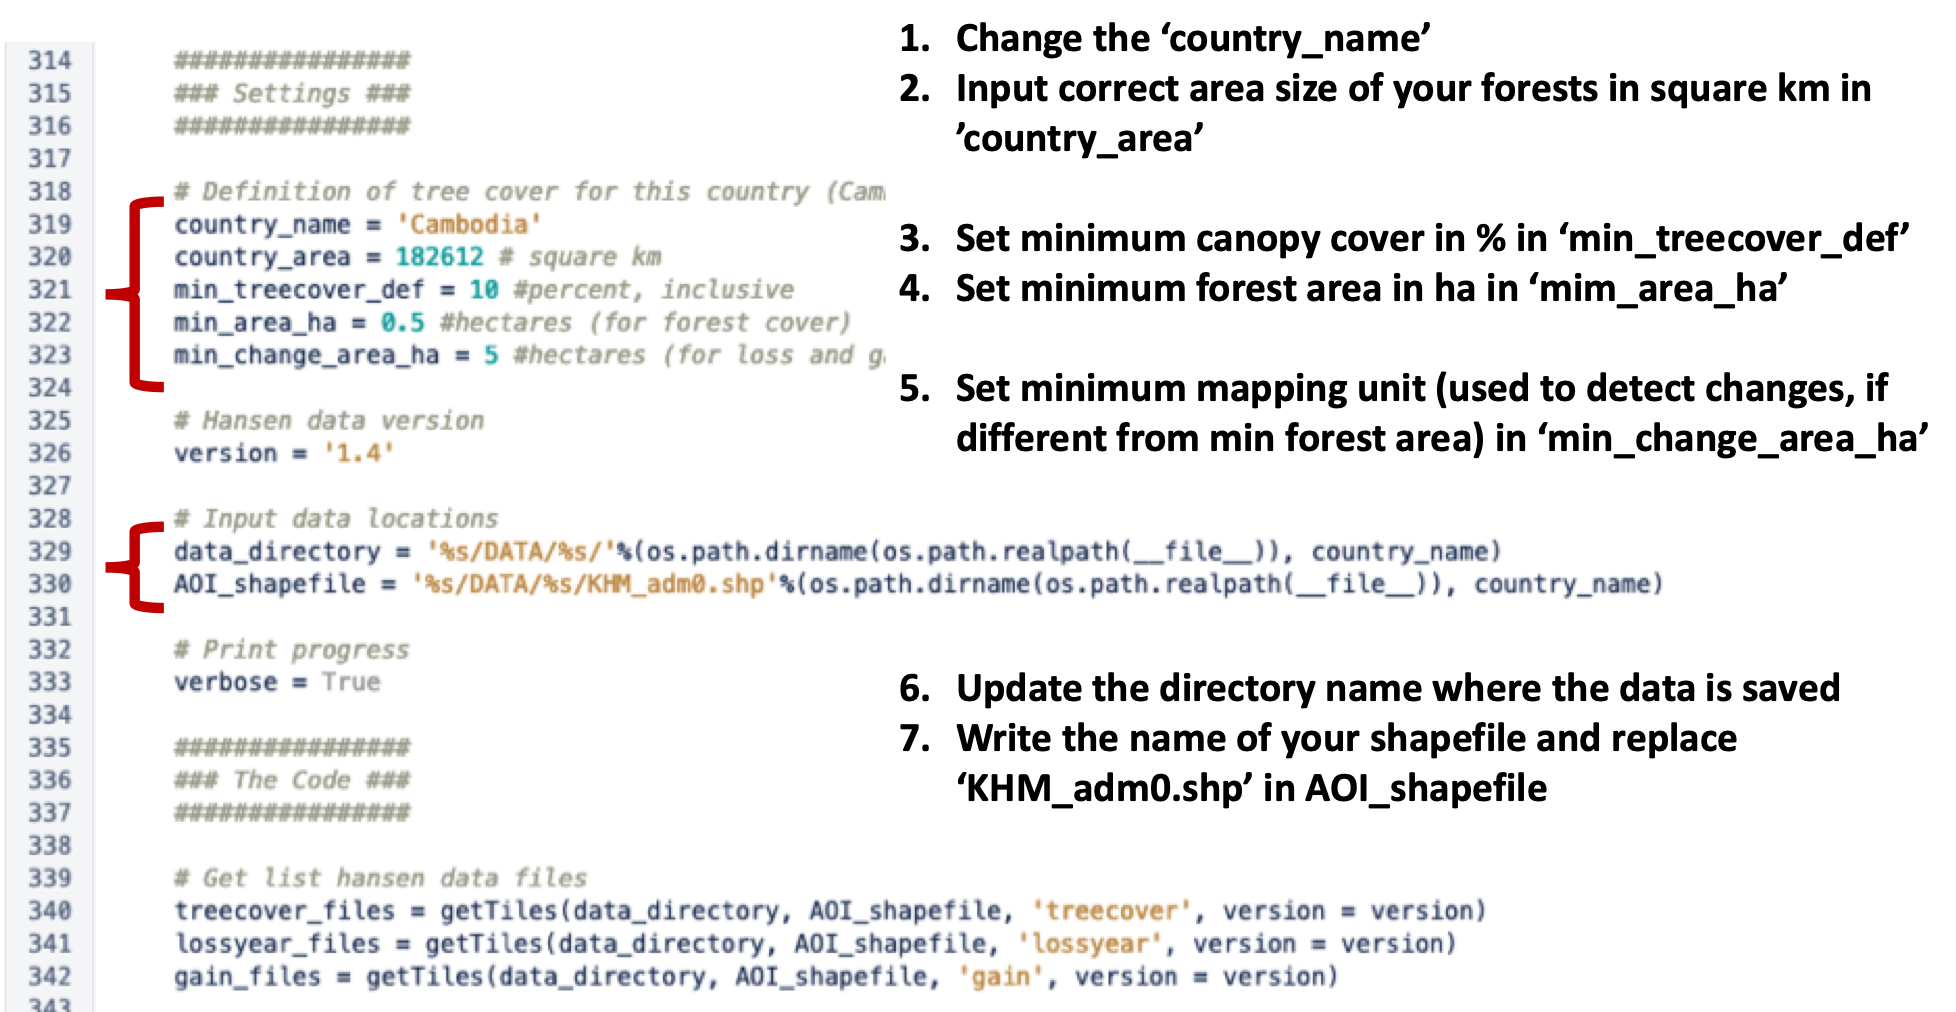 314 ################
315 ### Settings ###
316 ################
317
318 # Definition of tree cover for this country (Cam
319 country_name = 'Cambodia'
320 country_area = 182612 # square km
321 min_treecover_def = 10 #percent, inclusive
322 min_area_ha = 0.5 #hectares (for forest cover)
323 min_change_area_ha = 5 #hectares (for loss and g
324
325 # Hansen data version
326 version = '1.4'
327
328 # Input data locations
329 data_directory = '%s/DATA/%s/'%(os.path.dirname(os.path.realpath(__file__)), country_name)
330 AOI_shapefile = '%s/DATA/%s/KHM_adm0.shp'%(os.path.dirname(os.path.realpath(__file__)), country_name)
331
332 # Print progress
333 verbose = True
334
335 ################
336 ### The Code ###
337 ################
338
339 # Get list hansen data files
340 treecover_files = getTiles(data_directory, AOI_shapefile, 'treecover', version = version)
341 lossyear_files = getTiles(data_directory, AOI_shapefile, 'lossyear', version = version)
342 gain_files = getTiles(data_directory, AOI_shapefile, 'gain', version = version)
343
1. Change the ‘country_name’
2. Input correct area size of your forests in square km in
’country_area’
3. Set minimum canopy cover in % in ‘min_treecover_def’
4. Set minimum forest area in ha in ‘mim_area_ha’
5. Set minimum mapping unit (used to detect changes, if
different from min forest area) in ‘min_change_area_ha’
6. Update the directory name where the data is saved
7. Write the name of your shapefile and replace
‘KHM_adm0.shp’ in AOI_shapefile